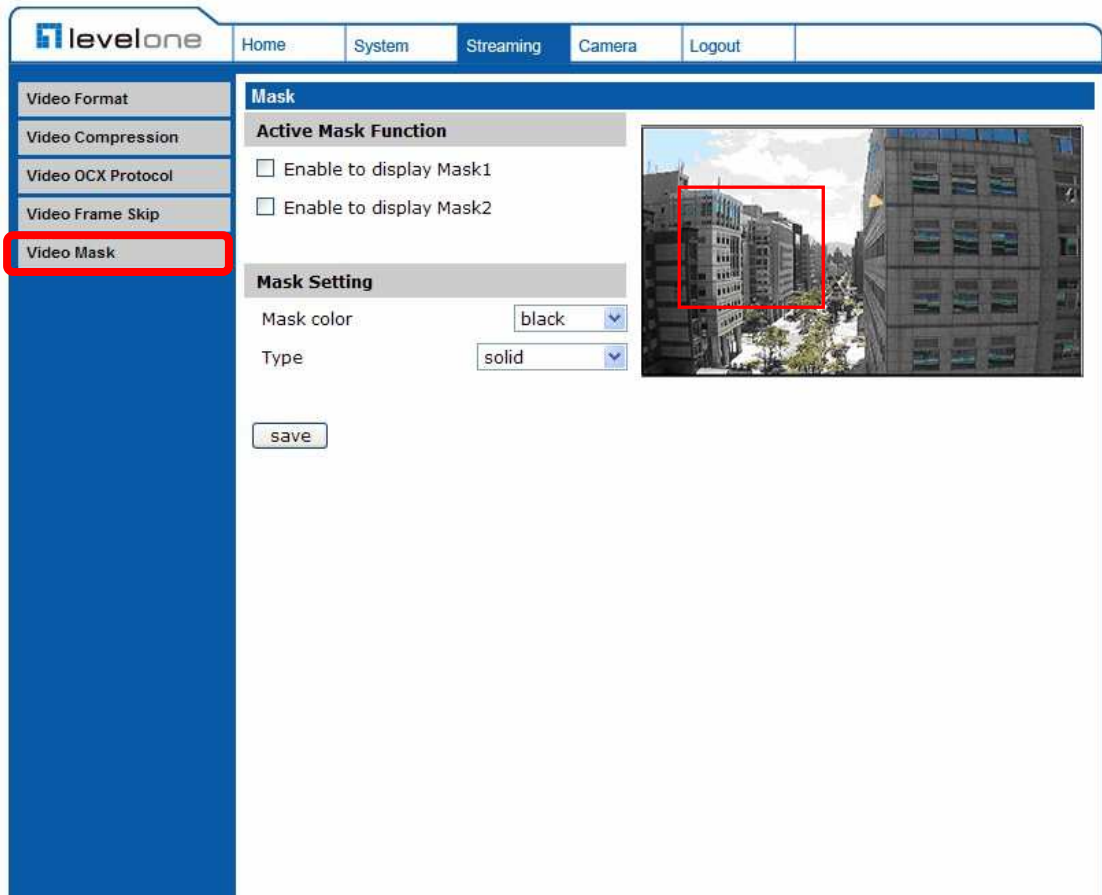 levelone
Home System Streaming Camera Logout
Video Format
Video Compression
Video OCX Protocol
Video Frame Skip
Video Mask
Mask
Active Mask Function
Enable to display Mask1
Enable to display Mask2
Mask Setting
Mask color black
Type solid
save